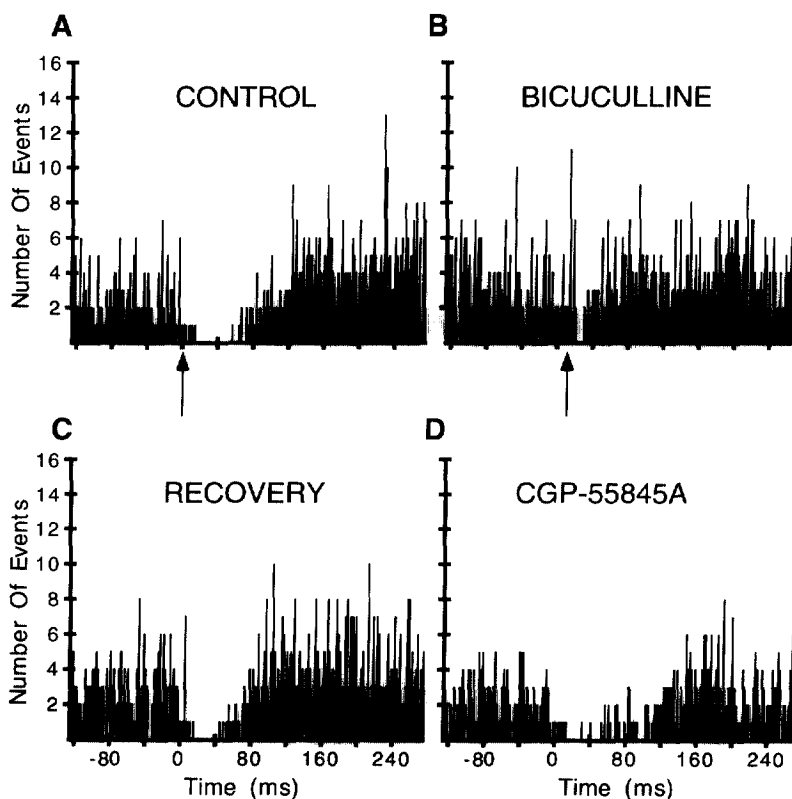 A
B
16
14
12
10
8
6
4
2
Number Of Events
CONTROL
BICUCULLINE
C
D
16
14
12
10
8
6
4
2
Number Of Events
RECOVERY
CGP-55845A
-80 0 80 160 240
-80 0 80 160 240
Time (ms)
Time (ms)